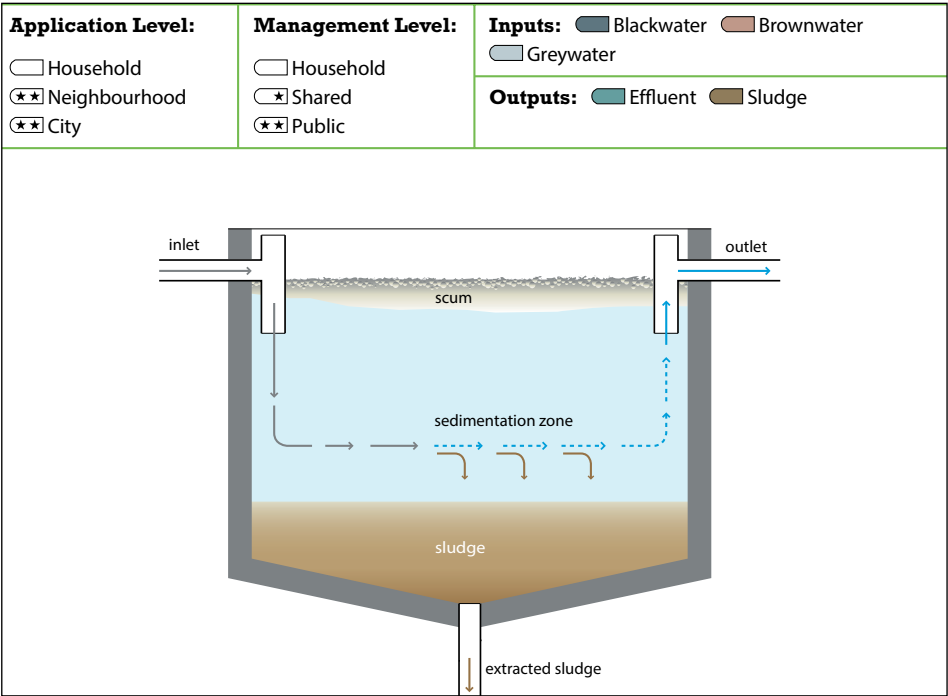 Application Level:
Household
★★ Neighbourhood
★★ City
Management Level:
Household
★ Shared
★★ Public
Inputs: Blackwater Brownwater
Greywater
Outputs: Effluent Sludge
inlet
outlet
scum
sedimentation zone
sludge
extracted sludge